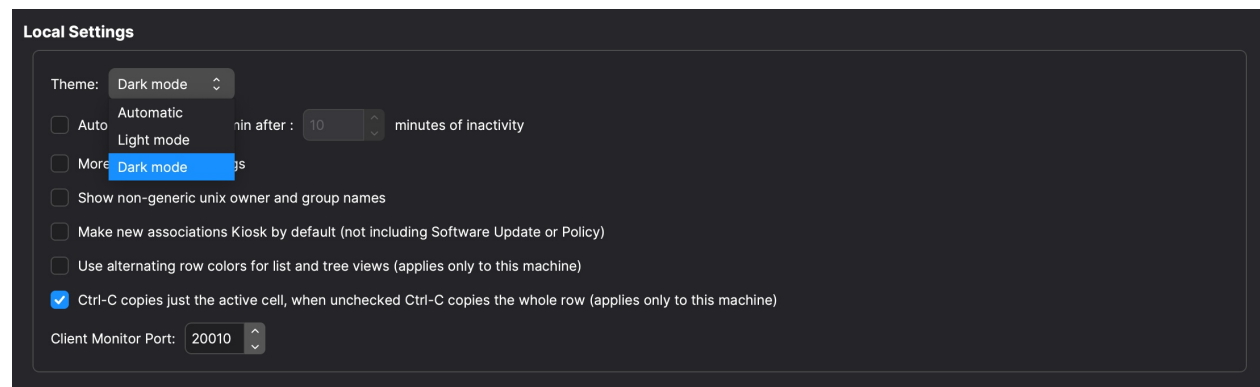 Local Settings
Theme: Dark mode
Automatic
Auto in after : 10 minutes of inactivity
Light mode
More gs
Dark mode
Show non-generic unix owner and group names
Make new associations Kiosk by default (not including Software Update or Policy)
Use alternating row colors for list and tree views (applies only to this machine)
Ctrl-C copies just the active cell, when unchecked Ctrl-C copies the whole row (applies only to this machine)
Client Monitor Port: 20010